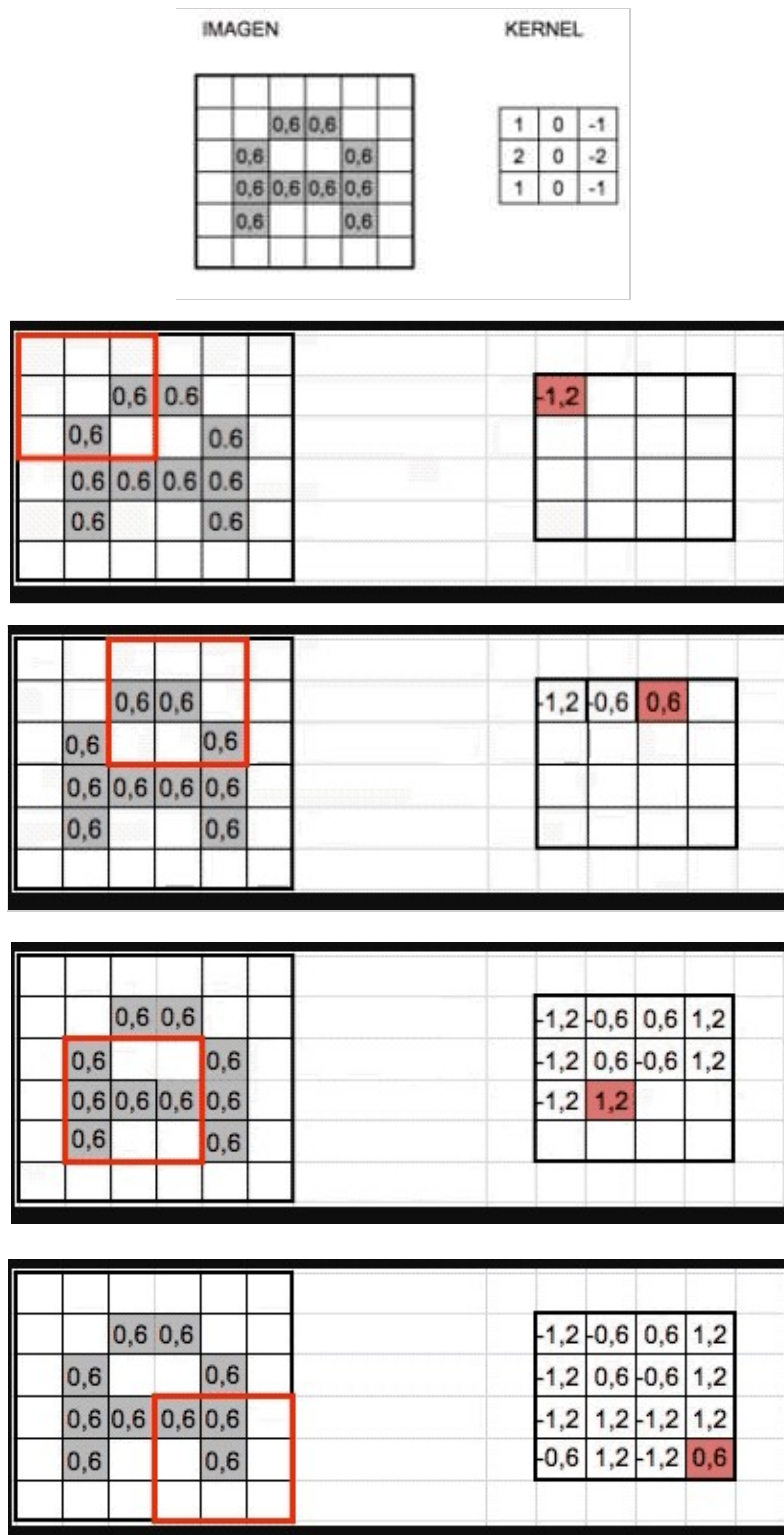 IMAGEN KERNEL
0,6 0,6 1 0 -1
0,6 0,6 2 0 -2
0,6 0,6 0,6 0,6 1 0 -1
0,6 0,6
0,6 0.6 -1,2
0,6 0.6
0.6 0.6 0.6 0.6
0.6 0.6
0,6 0,6 -1,2 -0,6 0,6
0,6 0,6
0,6 0,6 0,6 0,6
0,6 0,6
0,6 0,6 -1,2 -0,6 0,6 1,2
0,6 0,6 -1,2 0,6 -0,6 1,2
0,6 0,6 0,6 0,6 -1,2 1,2
0,6 0,6
0,6 0,6 -1,2 -0,6 0,6 1,2
0,6 0,6 -1,2 0,6 -0,6 1,2
0,6 0,6 0,6 0,6 -1,2 1,2 -1,2 1,2
0,6 0,6 -0,6 1,2 -1,2 0,6